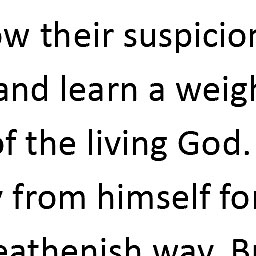 ow their suspicion
and learn a weigh
of the living God.
y from himself for
eathenish way. Bu